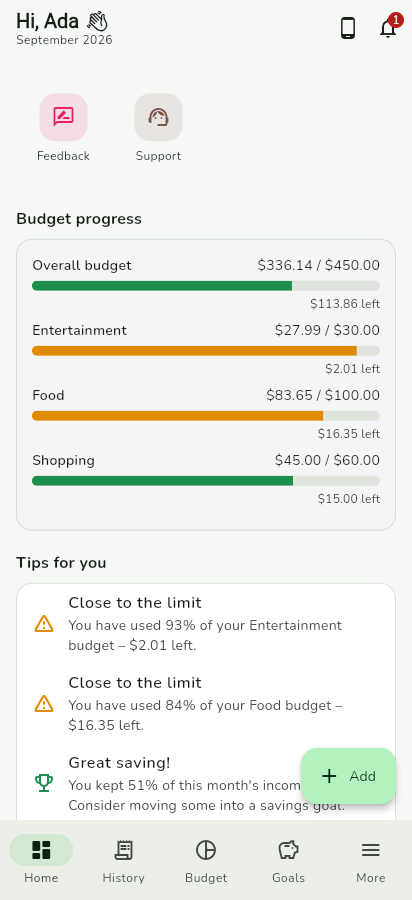 Hi, Ada 👋
September 2026
1
Feedback
Support
Budget progress
Overall budget $336.14 / $450.00
$113.86 left
Entertainment $27.99 / $30.00
$2.01 left
Food $83.65 / $100.00
$16.35 left
Shopping $45.00 / $60.00
$15.00 left
Tips for you
Close to the limit
You have used 93% of your Entertainment
budget – $2.01 left.
Close to the limit
You have used 84% of your Food budget –
$16.35 left.
Great saving!
You kept 51% of this month's
Consider moving some into a savings goal.
Add
Home
History
Budget
Goals
More